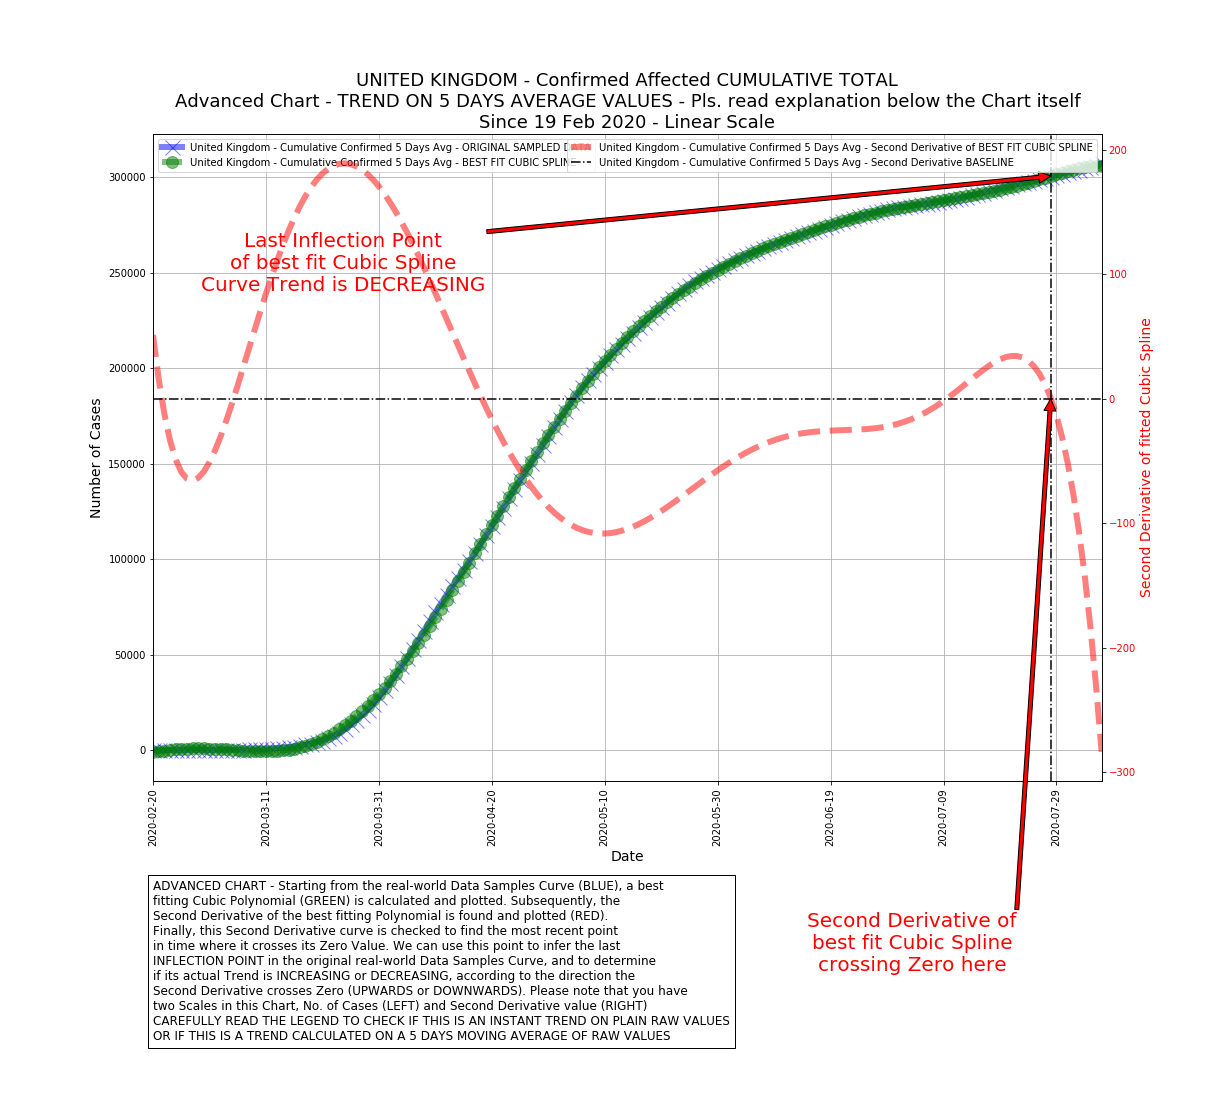 UNITED KINGDOM - Confirmed Affected CUMULATIVE TOTAL
Advanced Chart - TREND ON 5 DAYS AVERAGE VALUES - Pls. read explanation below the Chart itself
Since 19 Feb 2020 - Linear Scale
United Kingdom - Cumulative Confirmed 5 Days Avg - ORIGINAL SAMPLED DATA
United Kingdom - Cumulative Confirmed 5 Days Avg - BEST FIT CUBIC SPLINE
United Kingdom - Cumulative Confirmed 5 Days Avg - Second Derivative of BEST FIT CUBIC SPLINE
United Kingdom - Cumulative Confirmed 5 Days Avg - Second Derivative BASELINE
Last Inflection Point
of best fit Cubic Spline
Curve Trend is DECREASING
Number of Cases
300000
250000
200000
150000
100000
50000
0
200
100
0
−100
−200
−300
Second Derivative of fitted Cubic Spline
2020-02-20
2020-03-11
2020-03-31
2020-04-20
2020-05-10
2020-05-30
2020-06-19
2020-07-09
2020-07-29
Date
ADVANCED CHART - Starting from the real-world Data Samples Curve (BLUE), a best
fitting Cubic Polynomial (GREEN) is calculated and plotted. Subsequently, the
Second Derivative of the best fitting Polynomial is found and plotted (RED).
Finally, this Second Derivative curve is checked to find the most recent point
in time where it crosses its Zero Value. We can use this point to infer the last
INFLECTION POINT in the original real-world Data Samples Curve, and to determine
if its actual Trend is INCREASING or DECREASING, according to the direction the
Second Derivative crosses Zero (UPWARDS or DOWNWARDS). Please note that you have
two Scales in this Chart, No. of Cases (LEFT) and Second Derivative value (RIGHT)
CAREFULLY READ THE LEGEND TO CHECK IF THIS IS AN INSTANT TREND ON PLAIN RAW VALUES
OR IF THIS IS A TREND CALCULATED ON A 5 DAYS MOVING AVERAGE OF RAW VALUES
Second Derivative of
best fit Cubic Spline
crossing Zero here